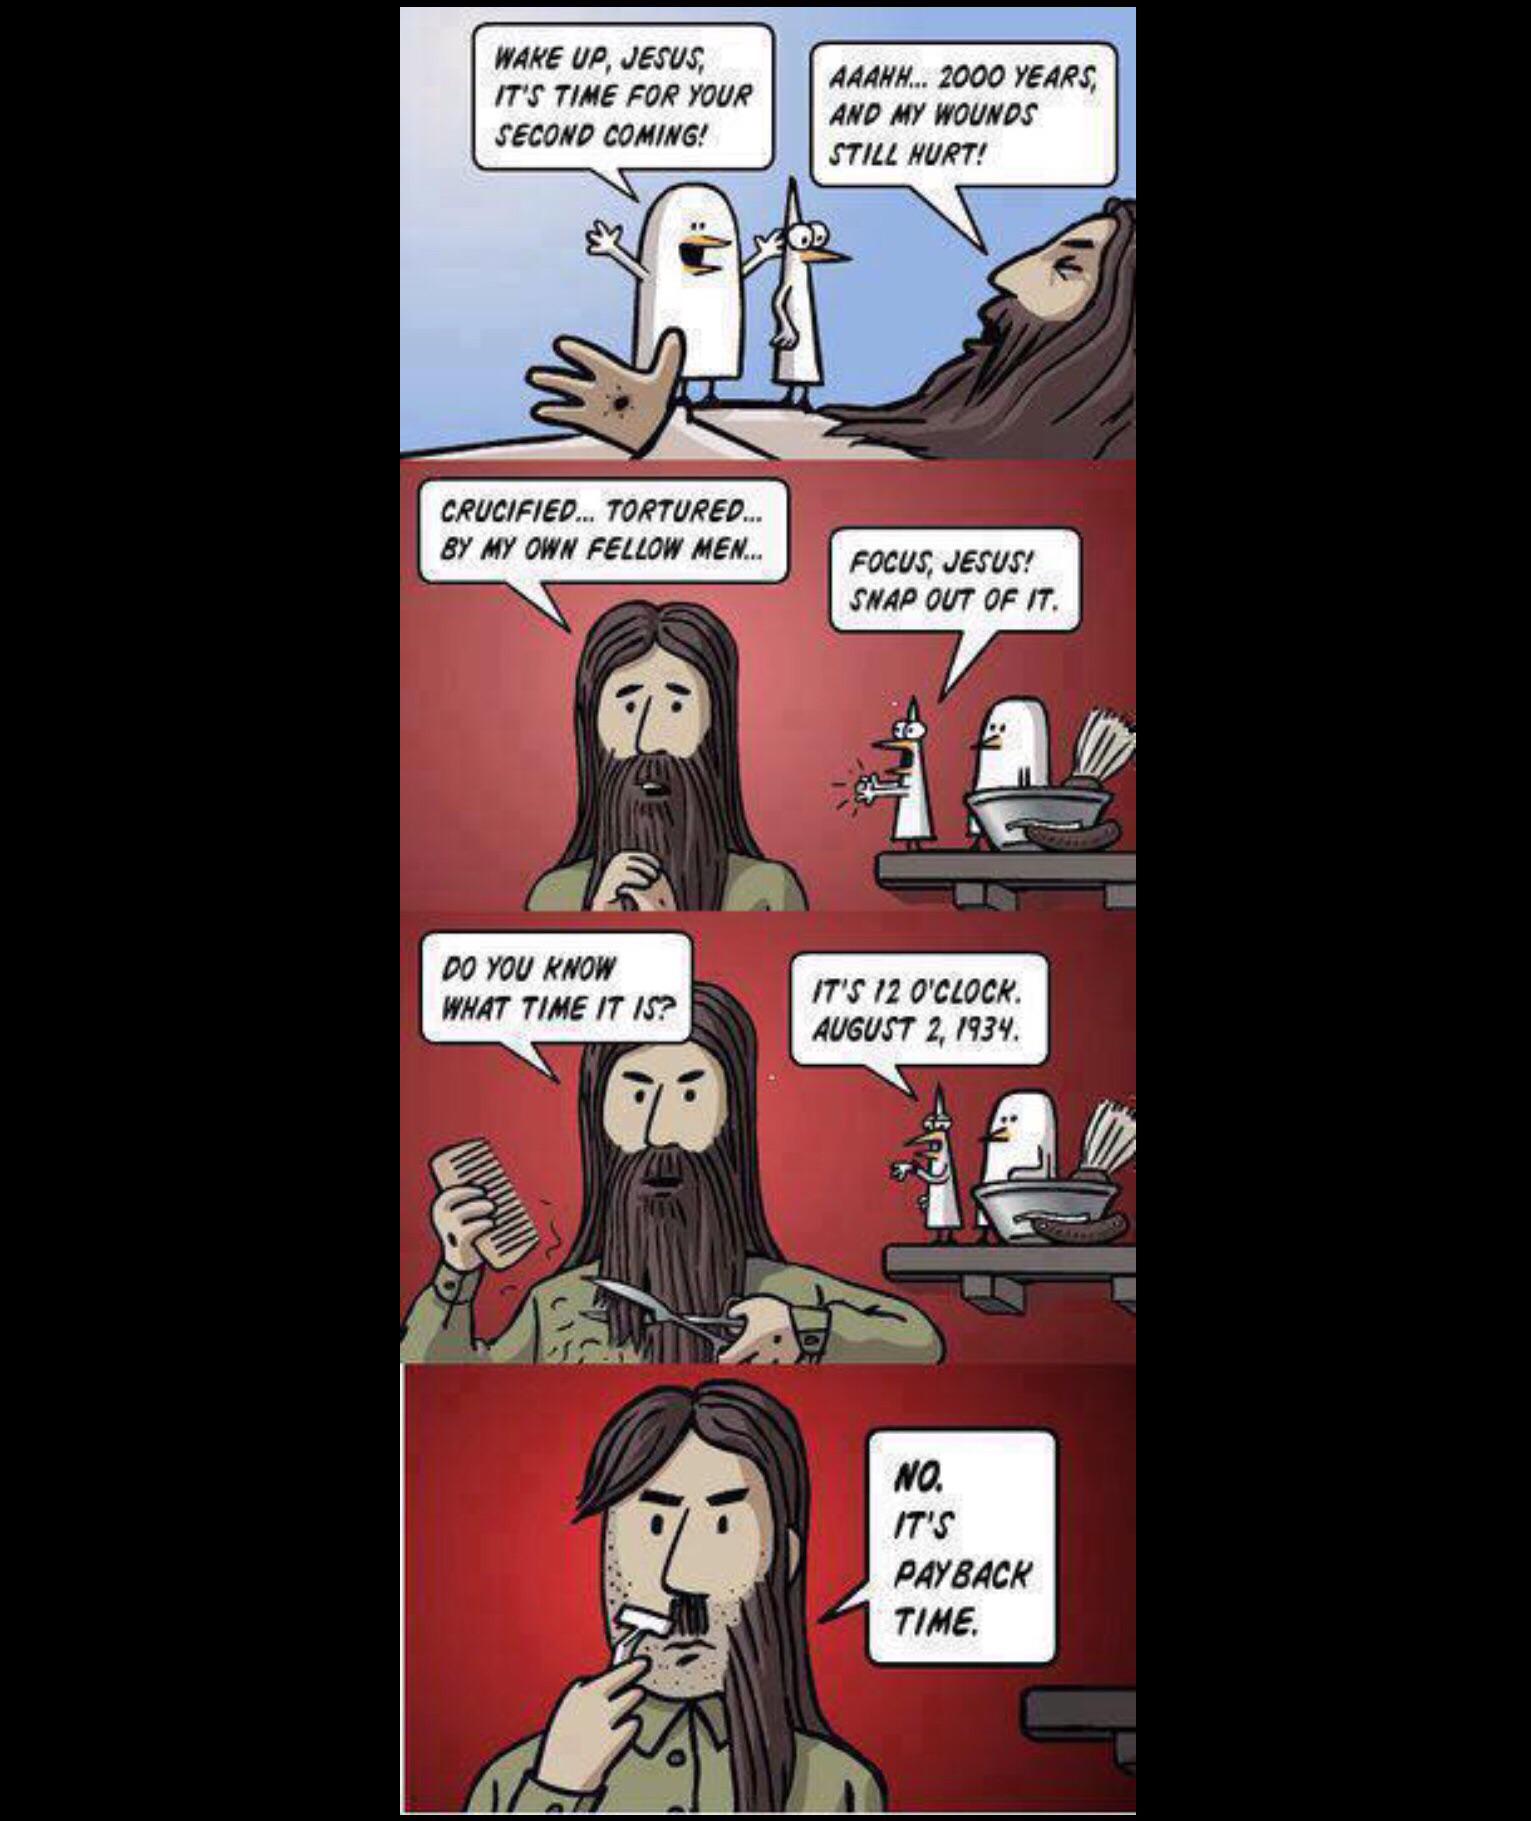 WAKE UP, JESUS,
IT'S TIME FOR YOUR
SECOND COMING!
AAAHH... 2000 YEARS,
AND MY WOUNDS
STILL HURT!
CRUCIFIED... TORTURED...
BY MY OWN FELLOW MEN...
FOCUS, JESUS!
SNAP OUT OF IT.
DO YOU KNOW
WHAT TIME IT IS?
IT'S 12 O'CLOCK.
AUGUST 2, 1934.
NO.
IT'S
PAYBACK
TIME.